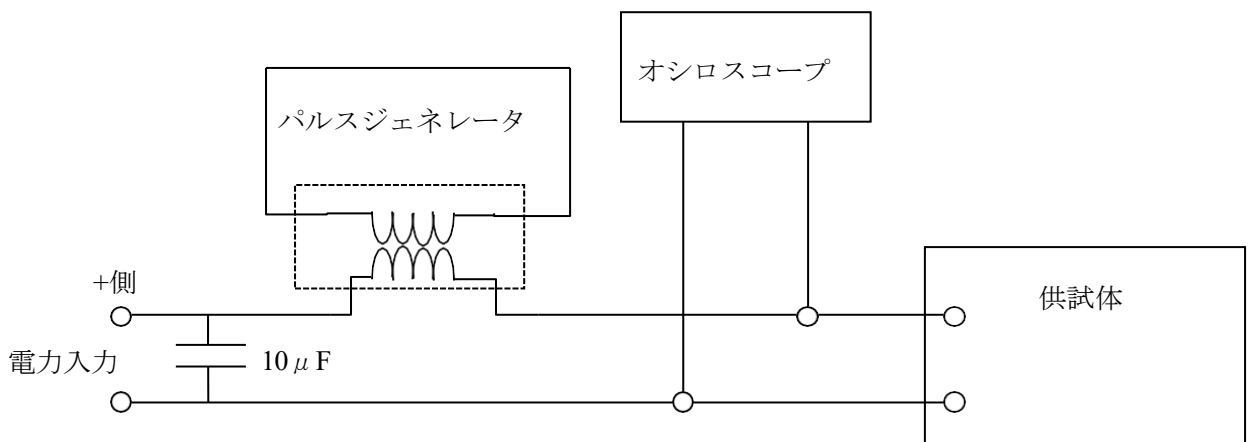 オシロスコープ
パルスジェネレータ
+側
供試体
電力入力
10μF